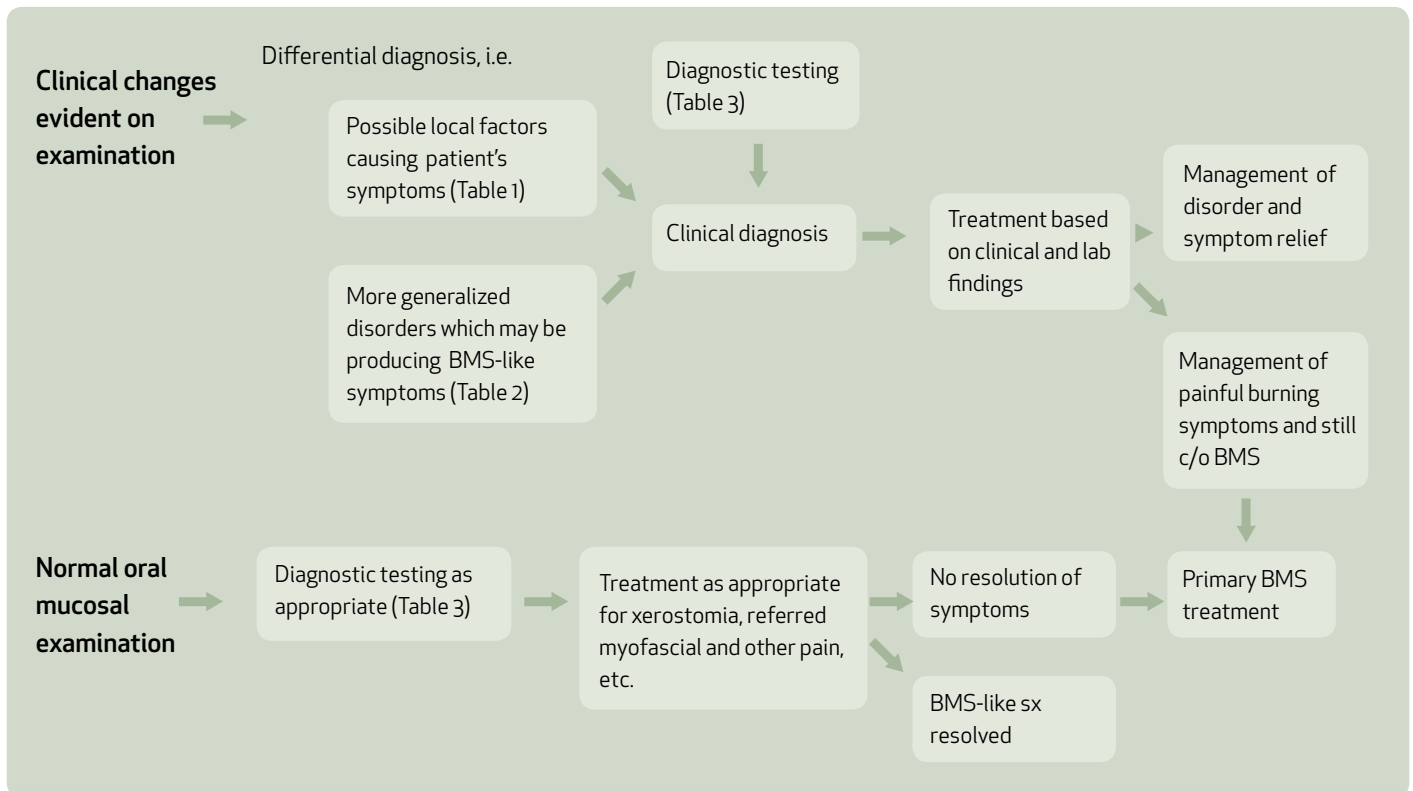 Clinical changes
evident on
examination
Differential diagnosis, i.e.
Possible local factors
causing patient's
symptoms (Table 1)
More generalized
disorders which may be
producing BMS-like
symptoms (Table 2)
Diagnostic testing
(Table 3)
Clinical diagnosis
Treatment based
on clinical and lab
findings
Management of
disorder and
symptom relief
Management of
painful burning
symptoms and still
c/o BMS
Normal oral
mucosal
examination
Diagnostic testing as
appropriate (Table 3)
Treatment as appropriate
for xerostomia, referred
myofascial and other pain,
etc.
No resolution of
symptoms
BMS-like sx
resolved
Primary BMS
treatment